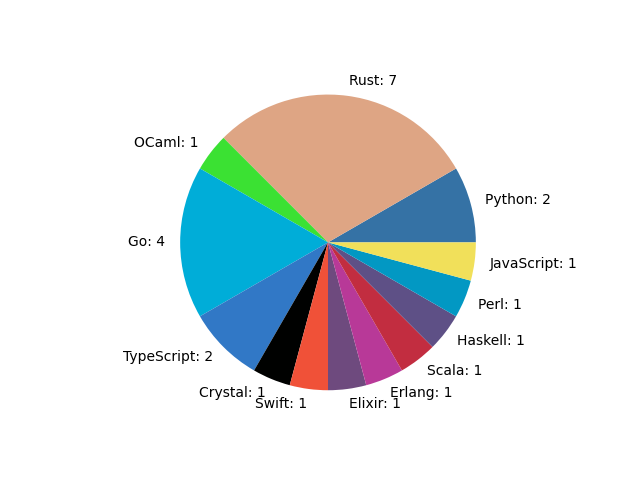 Rust: 7
OCaml: 1
Python: 2
Go: 4
JavaScript: 1
Perl: 1
Haskell: 1
TypeScript: 2
Scala: 1
Crystal: 1
Erlang: 1
Swift: 1
Elixir: 1